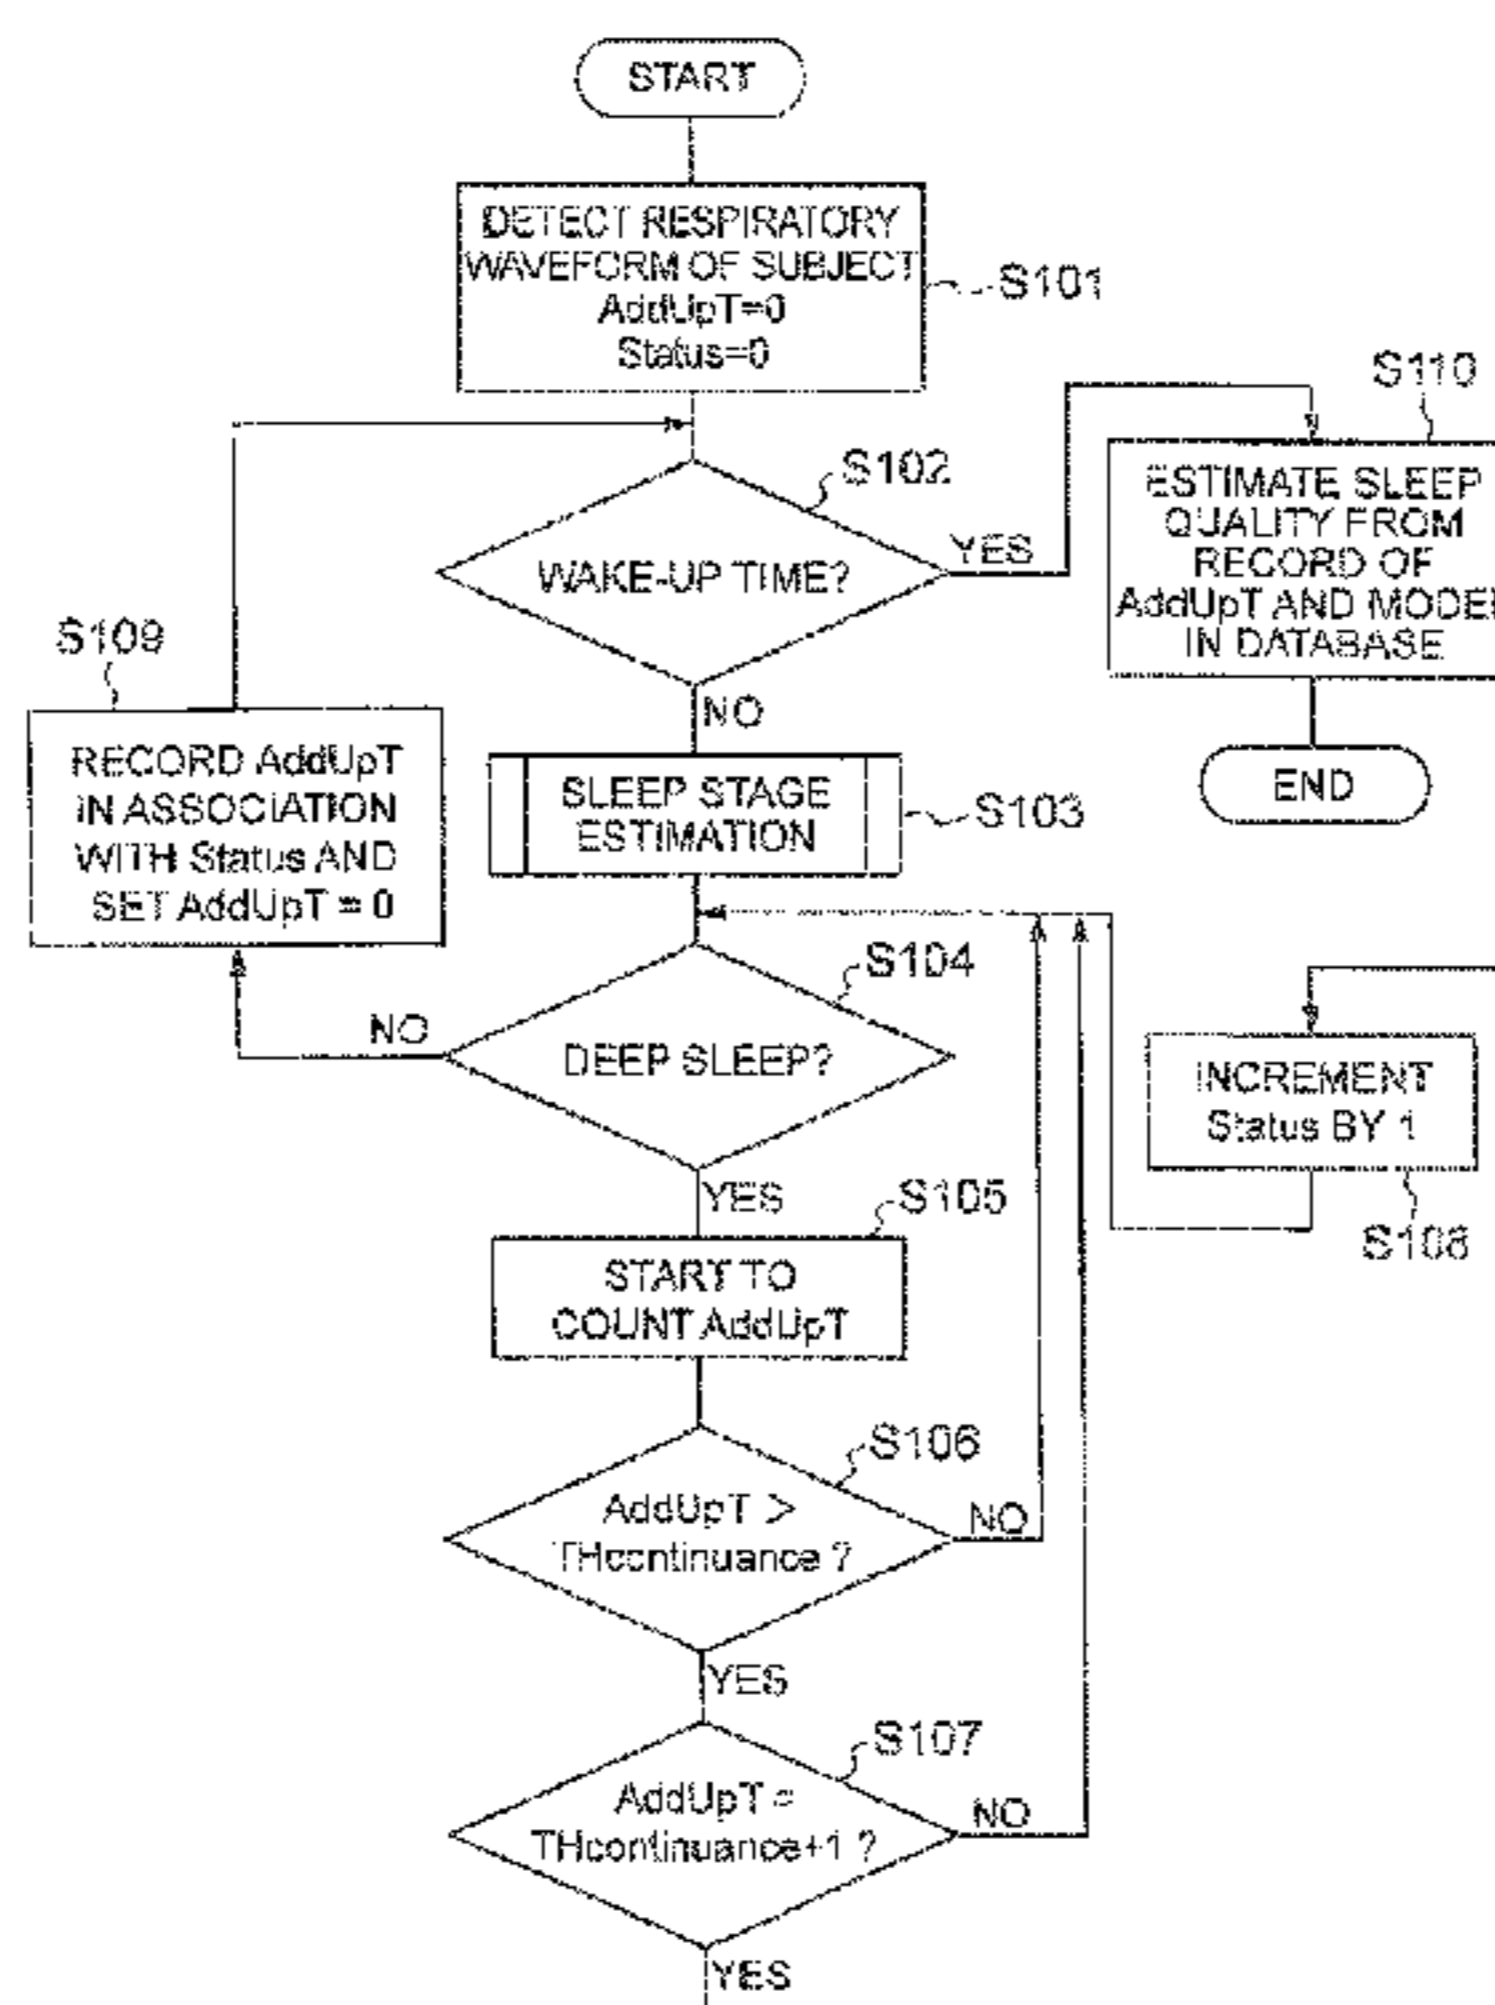 START
DETECT RESPIRATORY
WAVEFORM OF SUBJECT
AddUpT=0
Status=0
S101
S110
ESTIMATE SLEEP
QUALITY FROM
RECORD OF
AddUpT AND MODEL
IN DATABASE
END
S102
WAKE-UP TIME?
YES
NO
S109
RECORD AddUpT
IN ASSOCIATION
WITH Status AND
SET AddUpT = 0
SLEEP STAGE
ESTIMATION
S103
S104
DEEP SLEEP?
NO
YES
INCREMENT
Status BY 1
S108
S105
START TO
COUNT AddUpT
S106
AddUpT >
THcontinuance ?
NO
YES
S107
AddUpT =
THcontinuance+1 ?
NO
YES